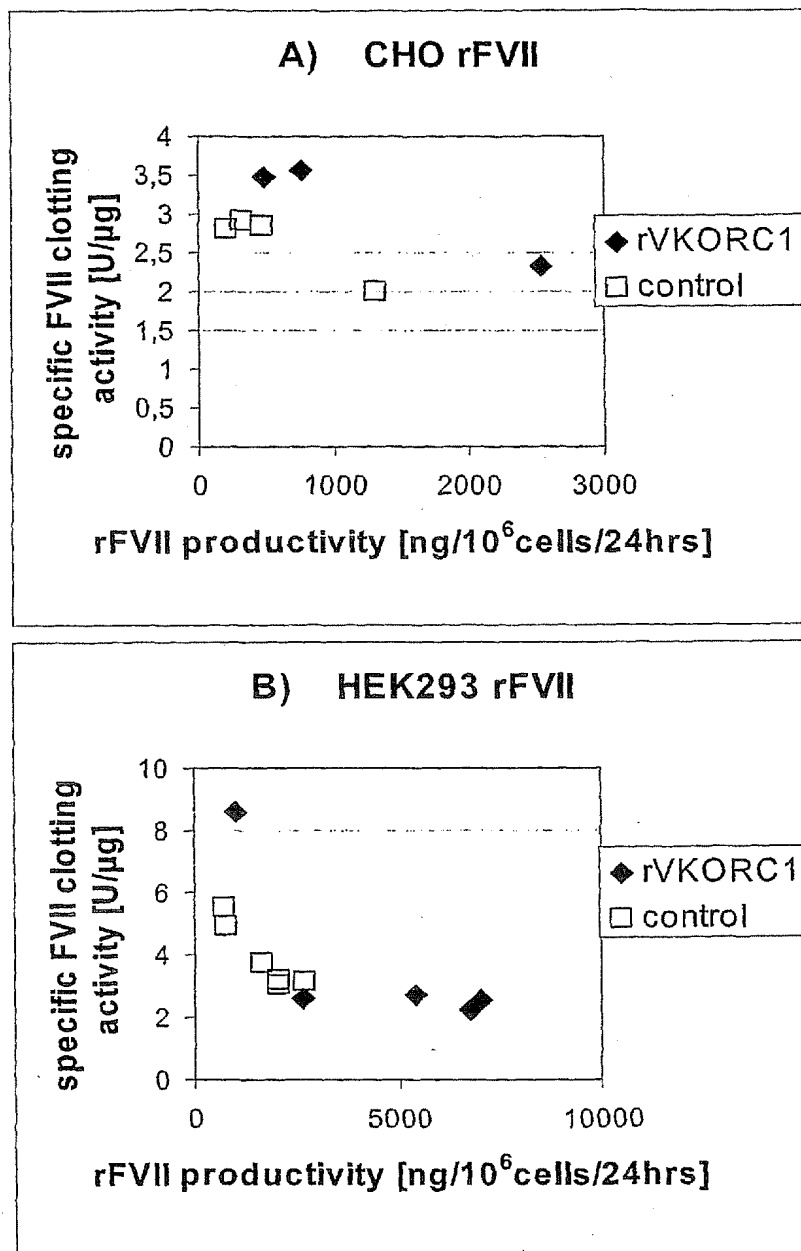 A) CHO rFVII
specific FVII clotting
activity [U/µg]
4
3,5
3
2,5
2
1,5
1
0,5
0
0 1000 2000 3000
rFVII productivity [ng/10⁶cells/24hrs]
rVKORC1
control
B) HEK293 rFVII
specific FVII clotting
activity [U/µg]
10
8
6
4
2
0
0 5000 10000
rFVII productivity [ng/10⁶cells/24hrs]
rVKORC1
control